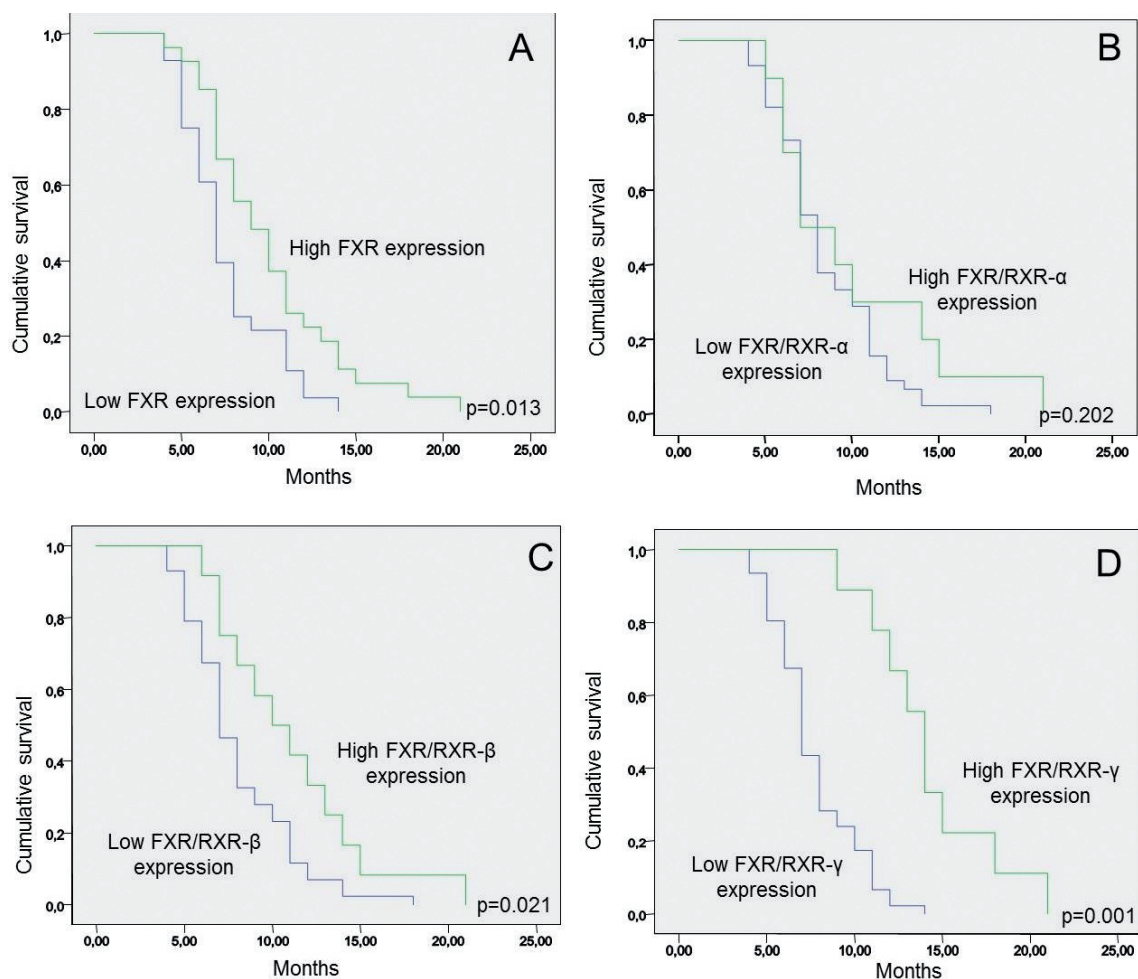 A
1,0
0,8
0,6
0,4
0,2
0,0
Cumulative survival
High FXR expression
Low FXR expression
p=0.013
0,00 5,00 10,00 15,00 20,00 25,00
Months
B
1,0
0,8
0,6
0,4
0,2
0,0
Cumulative survival
High FXR/RXR-α
expression
Low FXR/RXR-α
expression
p=0.202
0,00 5,00 10,00 15,00 20,00 25,00
Months
C
1,0
0,8
0,6
0,4
0,2
0,0
Cumulative survival
High FXR/RXR-β
expression
Low FXR/RXR-β
expression
p=0.021
0,00 5,00 10,00 15,00 20,00 25,00
Months
D
1,0
0,8
0,6
0,4
0,2
0,0
Cumulative survival
High FXR/RXR-γ
expression
Low FXR/RXR-γ
expression
p=0.001
0,00 5,00 10,00 15,00 20,00 25,00
Months